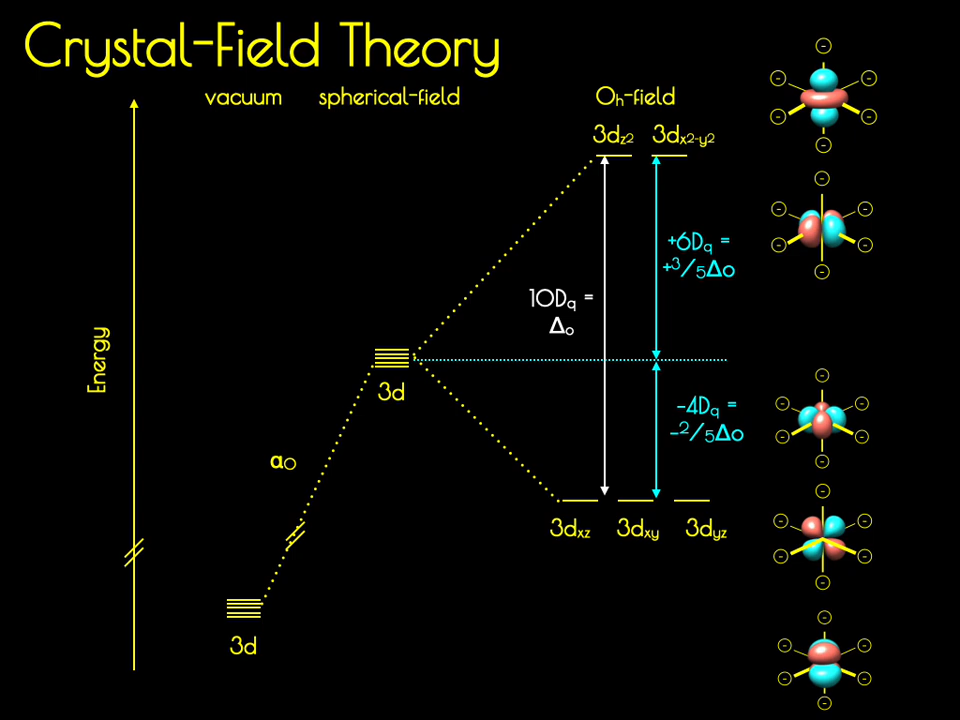 Crystal-Field Theory
vacuum spherical-field Oh-field
3dz2 3dx2-y2
+6Dq =
+3/5Δo
10Dq =
Δo
Energy
3d
-4Dq =
-2/5Δo
αo
3dxz 3dxy 3dyz
3d